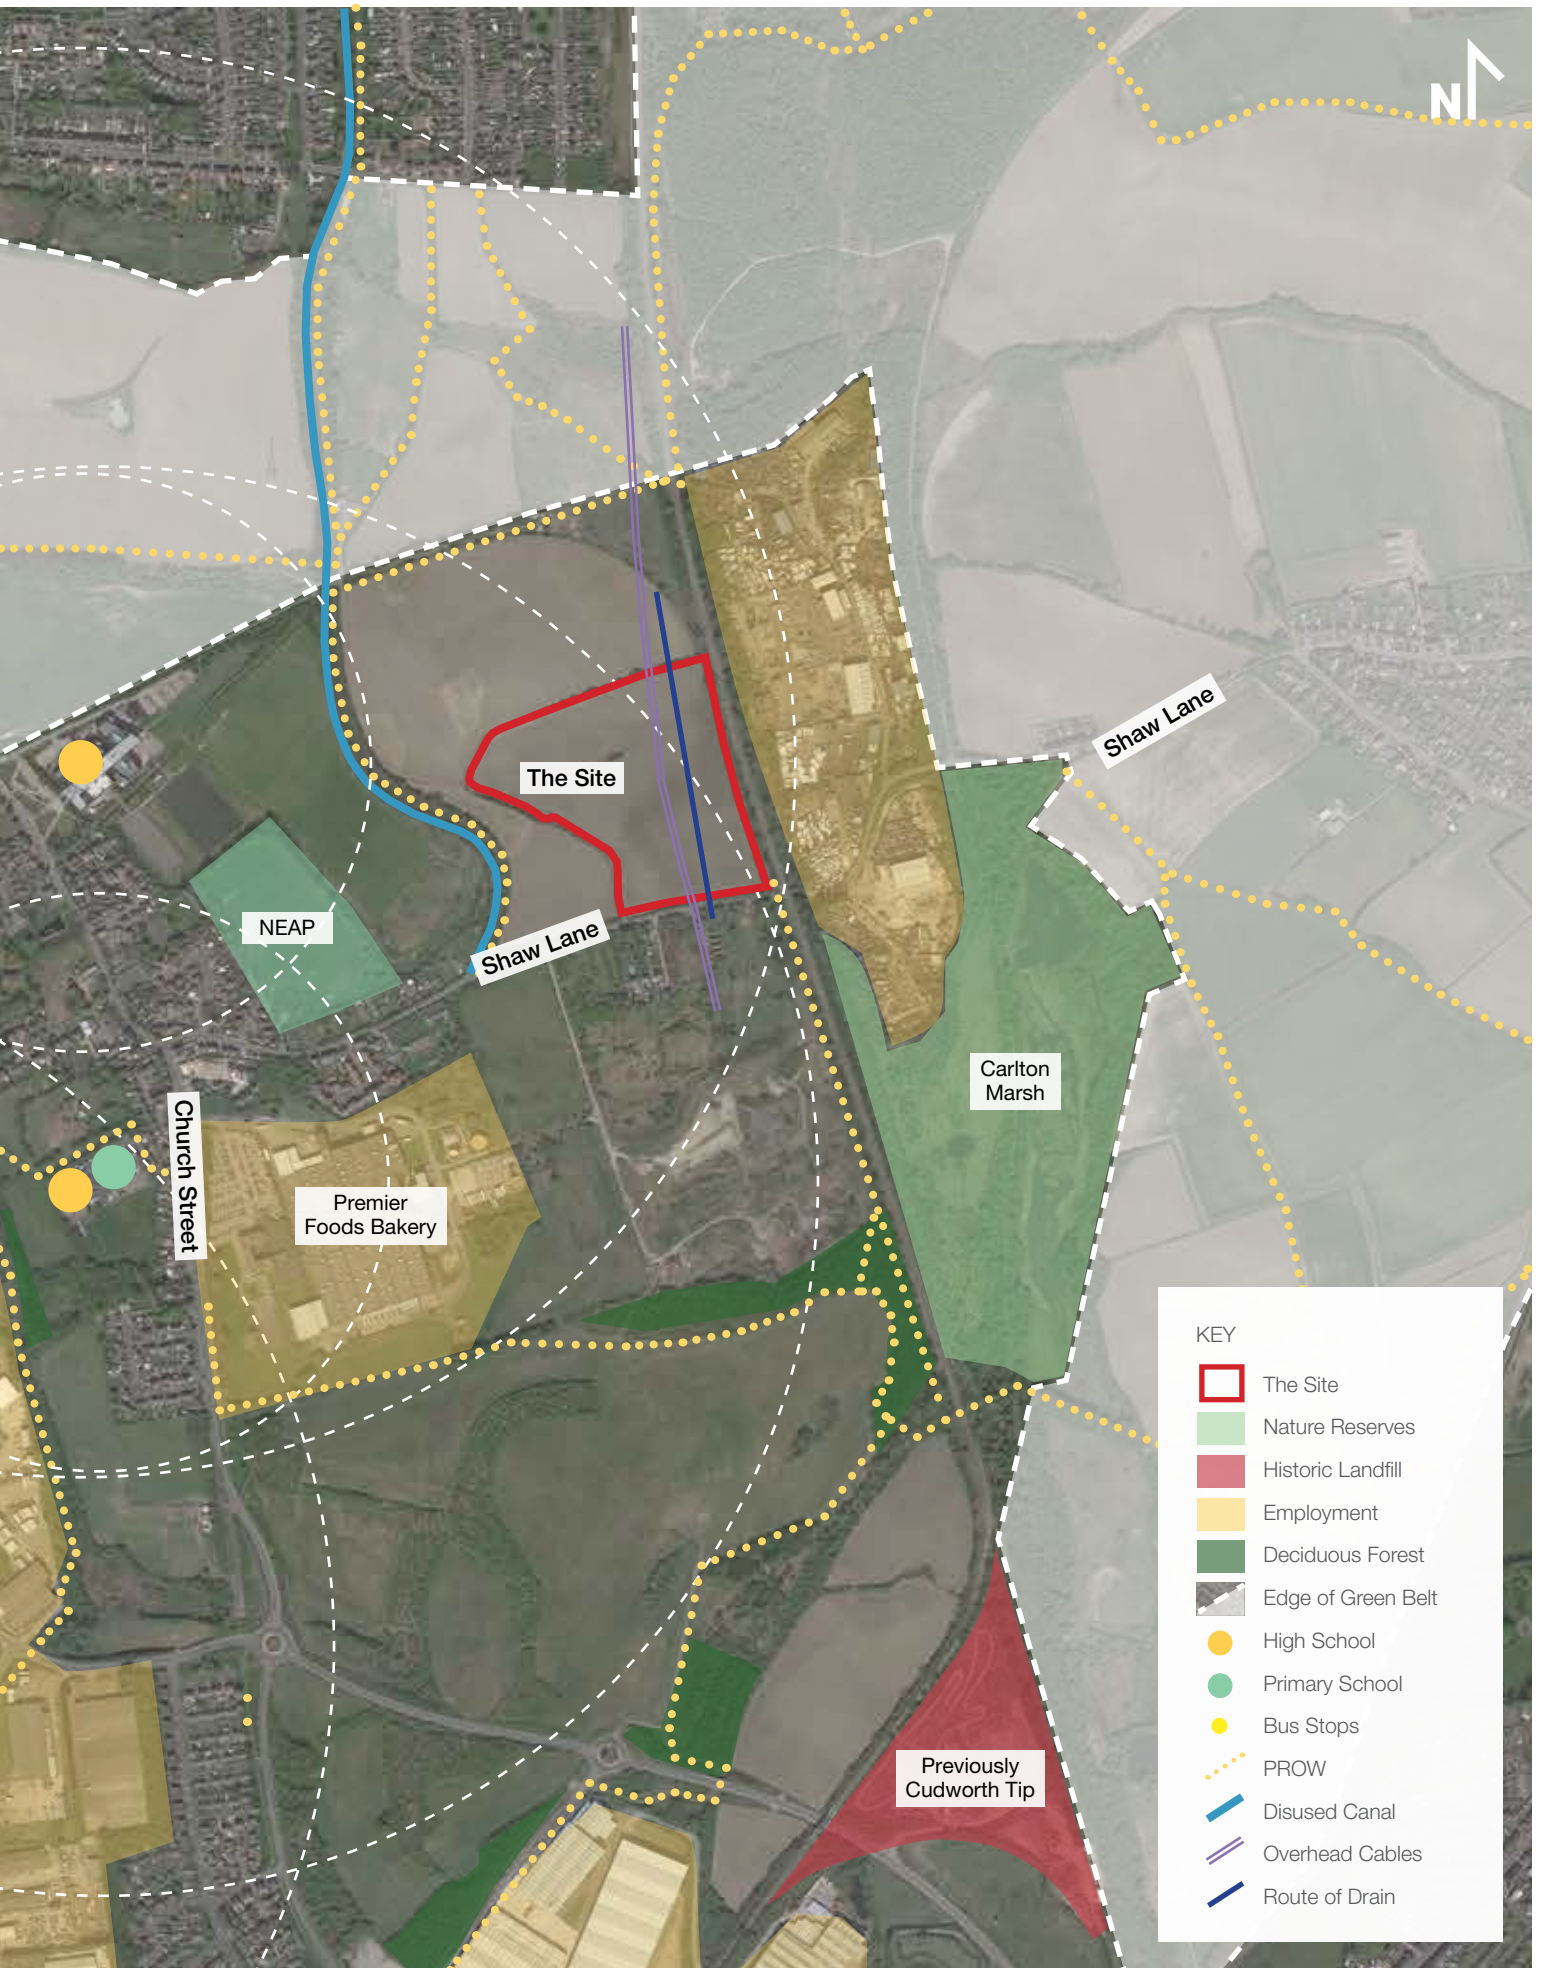 N
Shaw Lane
The Site
NEAP
Shaw Lane
Carlton
Marsh
Church Street
Premier
Foods Bakery
Previously
Cudworth Tip
KEY
The Site
Nature Reserves
Historic Landfill
Employment
Deciduous Forest
Edge of Green Belt
High School
Primary School
Bus Stops
PROW
Disused Canal
Overhead Cables
Route of Drain